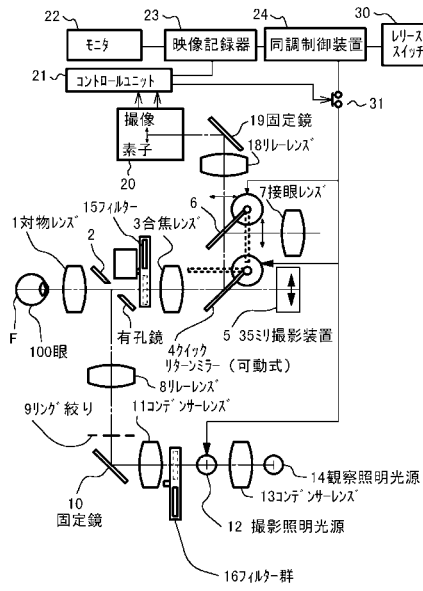 22
23
24
30
モニタ
映像記録器
同調制御装置
リリース
スイッチ
21
コントロールユニット
31
撮像
素子
20
19固定鏡
18リレーレンズ
15フィルター
3合焦レンズ
6
7接眼レンズ
1対物レンズ
2
F
100眼
有孔鏡
4クイック
リターンミラー（可動式）
5 35ミリ撮影装置
8リレーレンズ
9リング絞り
11コンデンサーレンズ
10
固定鏡
12 撮影照明光源
13コンデンサーレンズ
14観察照明光源
16フィルター群